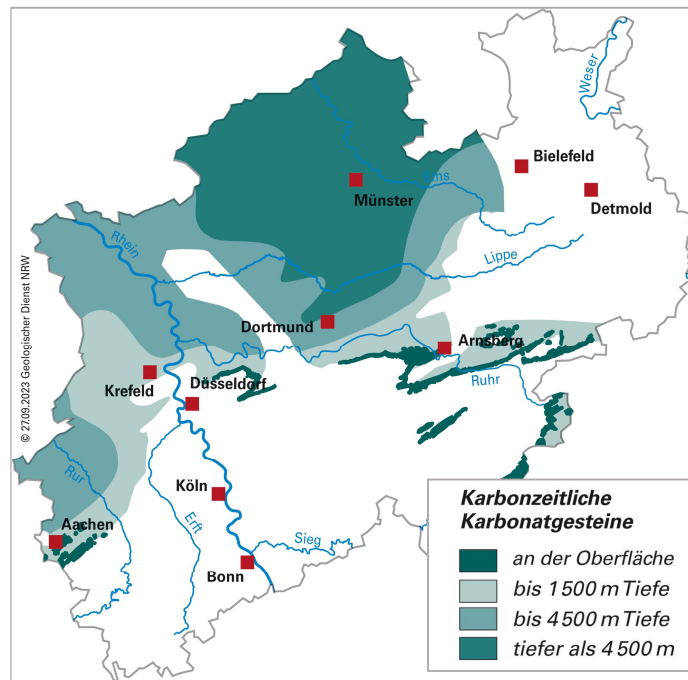 Weser
Bielefeld
Ems
Münster
Detmold
Rhein
Lippe
Dortmund
Arnsberg
Krefeld
Düsseldorf
Ruhr
Rur
Köln
Erft
Aachen
Sieg
Bonn
© 27.09.2023 Geologischer Dienst NRW
Karbonzeitliche
Karbonatgesteine
an der Oberfläche
bis 1 500 m Tiefe
bis 4 500 m Tiefe
tiefer als 4 500 m